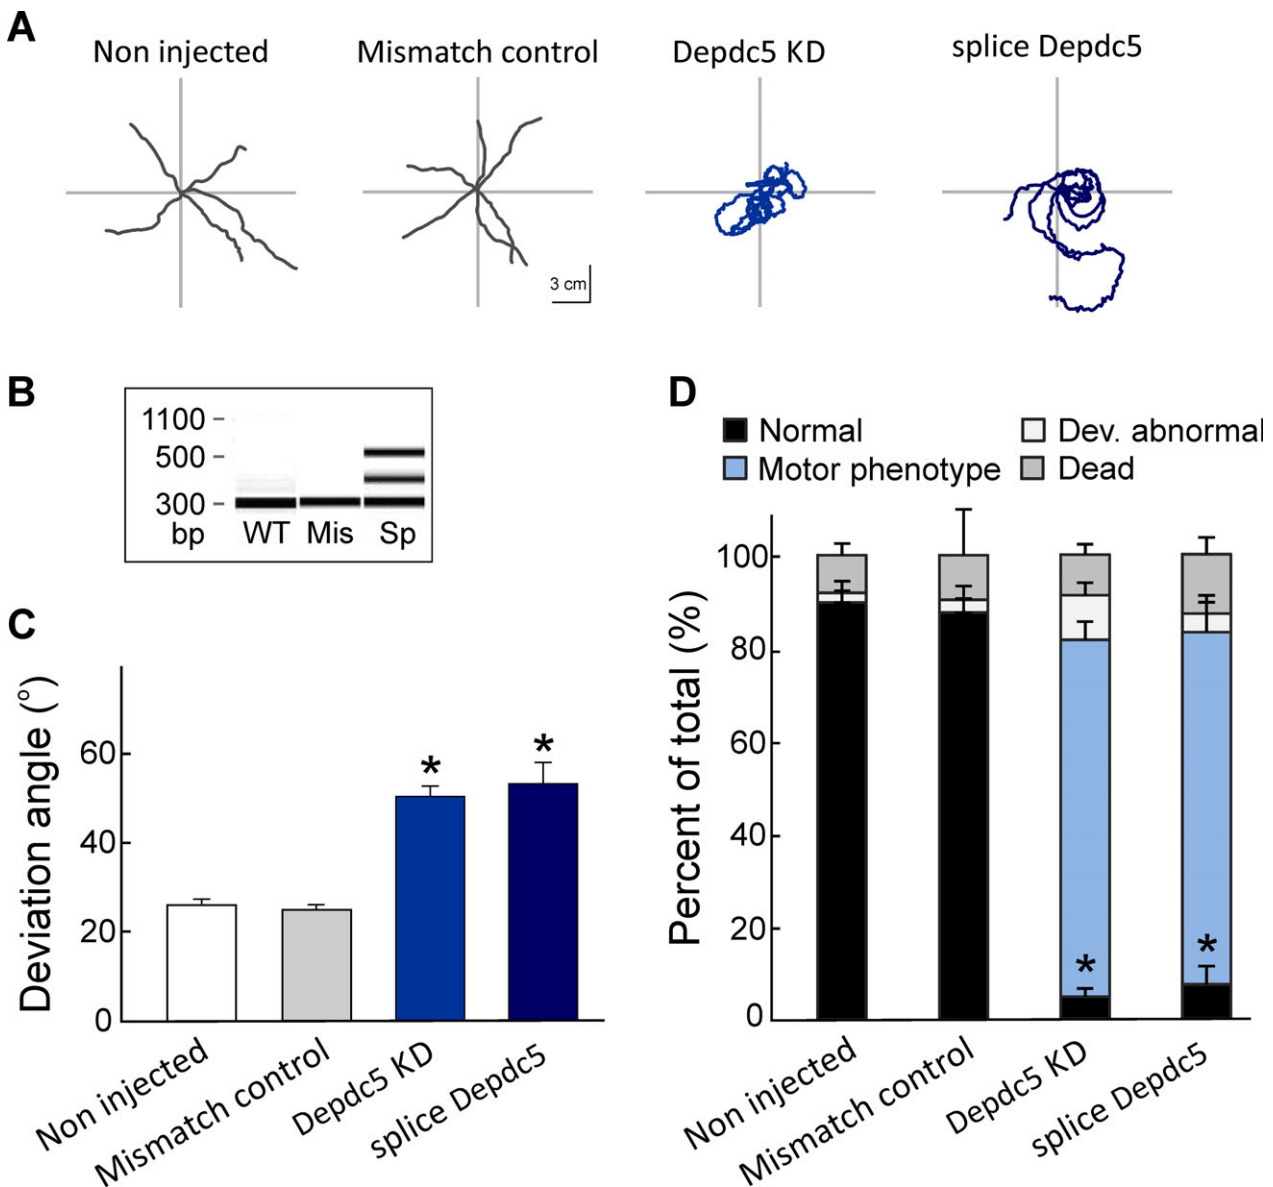 A
Non injected
Mismatch control
Depdc5 KD
splice Depdc5
3 cm
B
1100
500
300
bp
WT
Mis
Sp
C
Deviation angle (°)
60
40
20
0
*
*
Non injected
Mismatch control
Depdc5 KD
splice Depdc5
D
Normal
Dev. abnormal
Motor phenotype
Dead
Percent of total (%)
100
80
60
40
20
0
*
*
Non injected
Mismatch control
Depdc5 KD
splice Depdc5